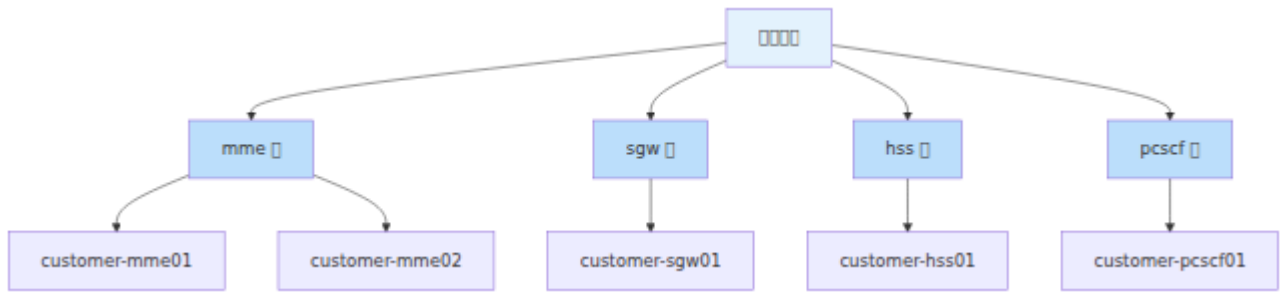 mme
sgw
hss
pcscf
customer-mme01
customer-mme02
customer-sgw01
customer-hss01
customer-pcscf01